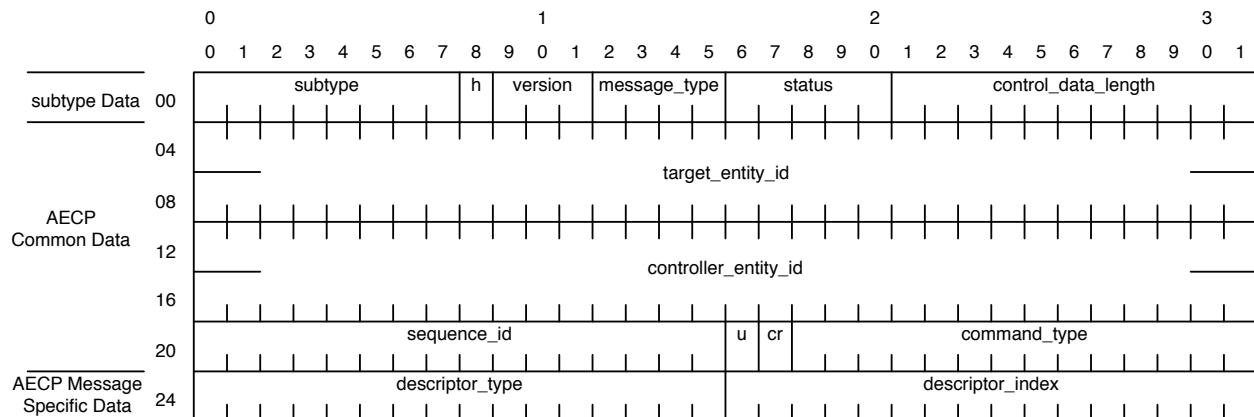 0 1 2 3
0 1 2 3 4 5 6 7 8 9 0 1 2 3 4 5 6 7 8 9 0 1 2 3 4 5 6 7 8 9 0 1
subtype Data 00 subtype h version message_type status control_data_length
04
target_entity_id
08
AECP
Common Data
12
controller_entity_id
16
sequence_id u cr command_type
20
AECP Message
Specific Data
descriptor_type descriptor_index
24